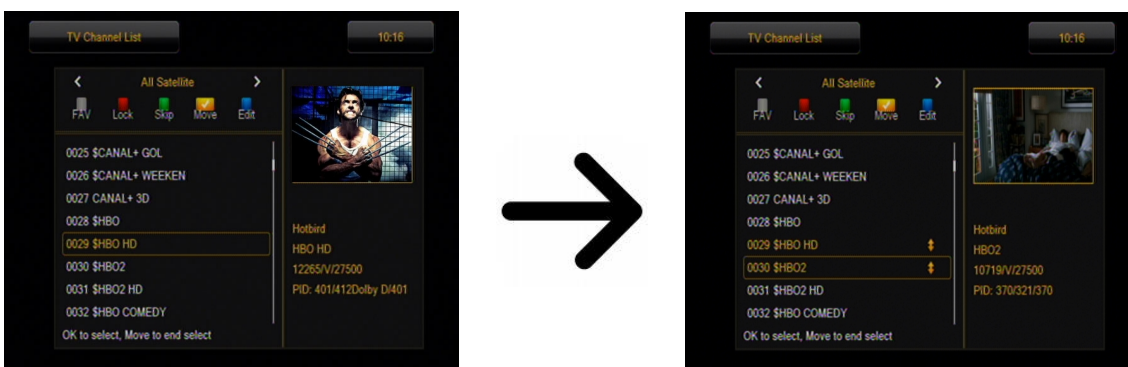 TV Channel List
10:16
All Satellite
FAV Lock Skip Move Edit
0025 $CANAL+ GOL
0026 $CANAL+ WEEKEN
0027 CANAL+ 3D
0028 $HBO
0029 $HBO HD
0030 $HBO2
0031 $HBO2 HD
0032 $HBO COMEDY
OK to select, Move to end select
Hotbird
HBO HD
12265/V/27500
PID: 401/412Dolby D/401
TV Channel List
10:16
All Satellite
FAV Lock Skip Move Edit
0025 $CANAL+ GOL
0026 $CANAL+ WEEKEN
0027 CANAL+ 3D
0028 $HBO
0029 $HBO HD
0030 $HBO2
0031 $HBO2 HD
0032 $HBO COMEDY
OK to select, Move to end select
Hotbird
HBO2
10719/V/27500
PID: 370/321/370